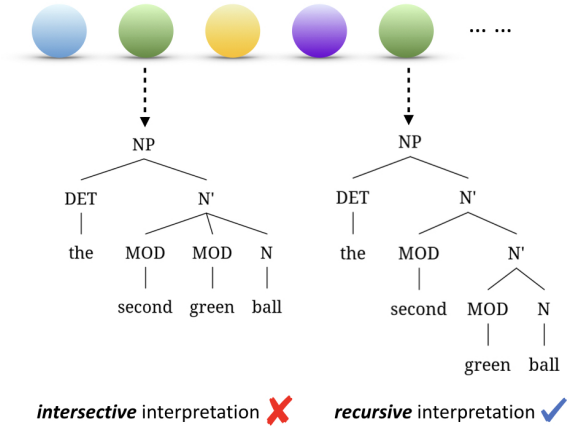 ... ...
NP NP
DET N' DET N'
the MOD MOD N the MOD N'
second green ball second MOD N
green ball
intersective interpretation ✘ recursive interpretation ✓